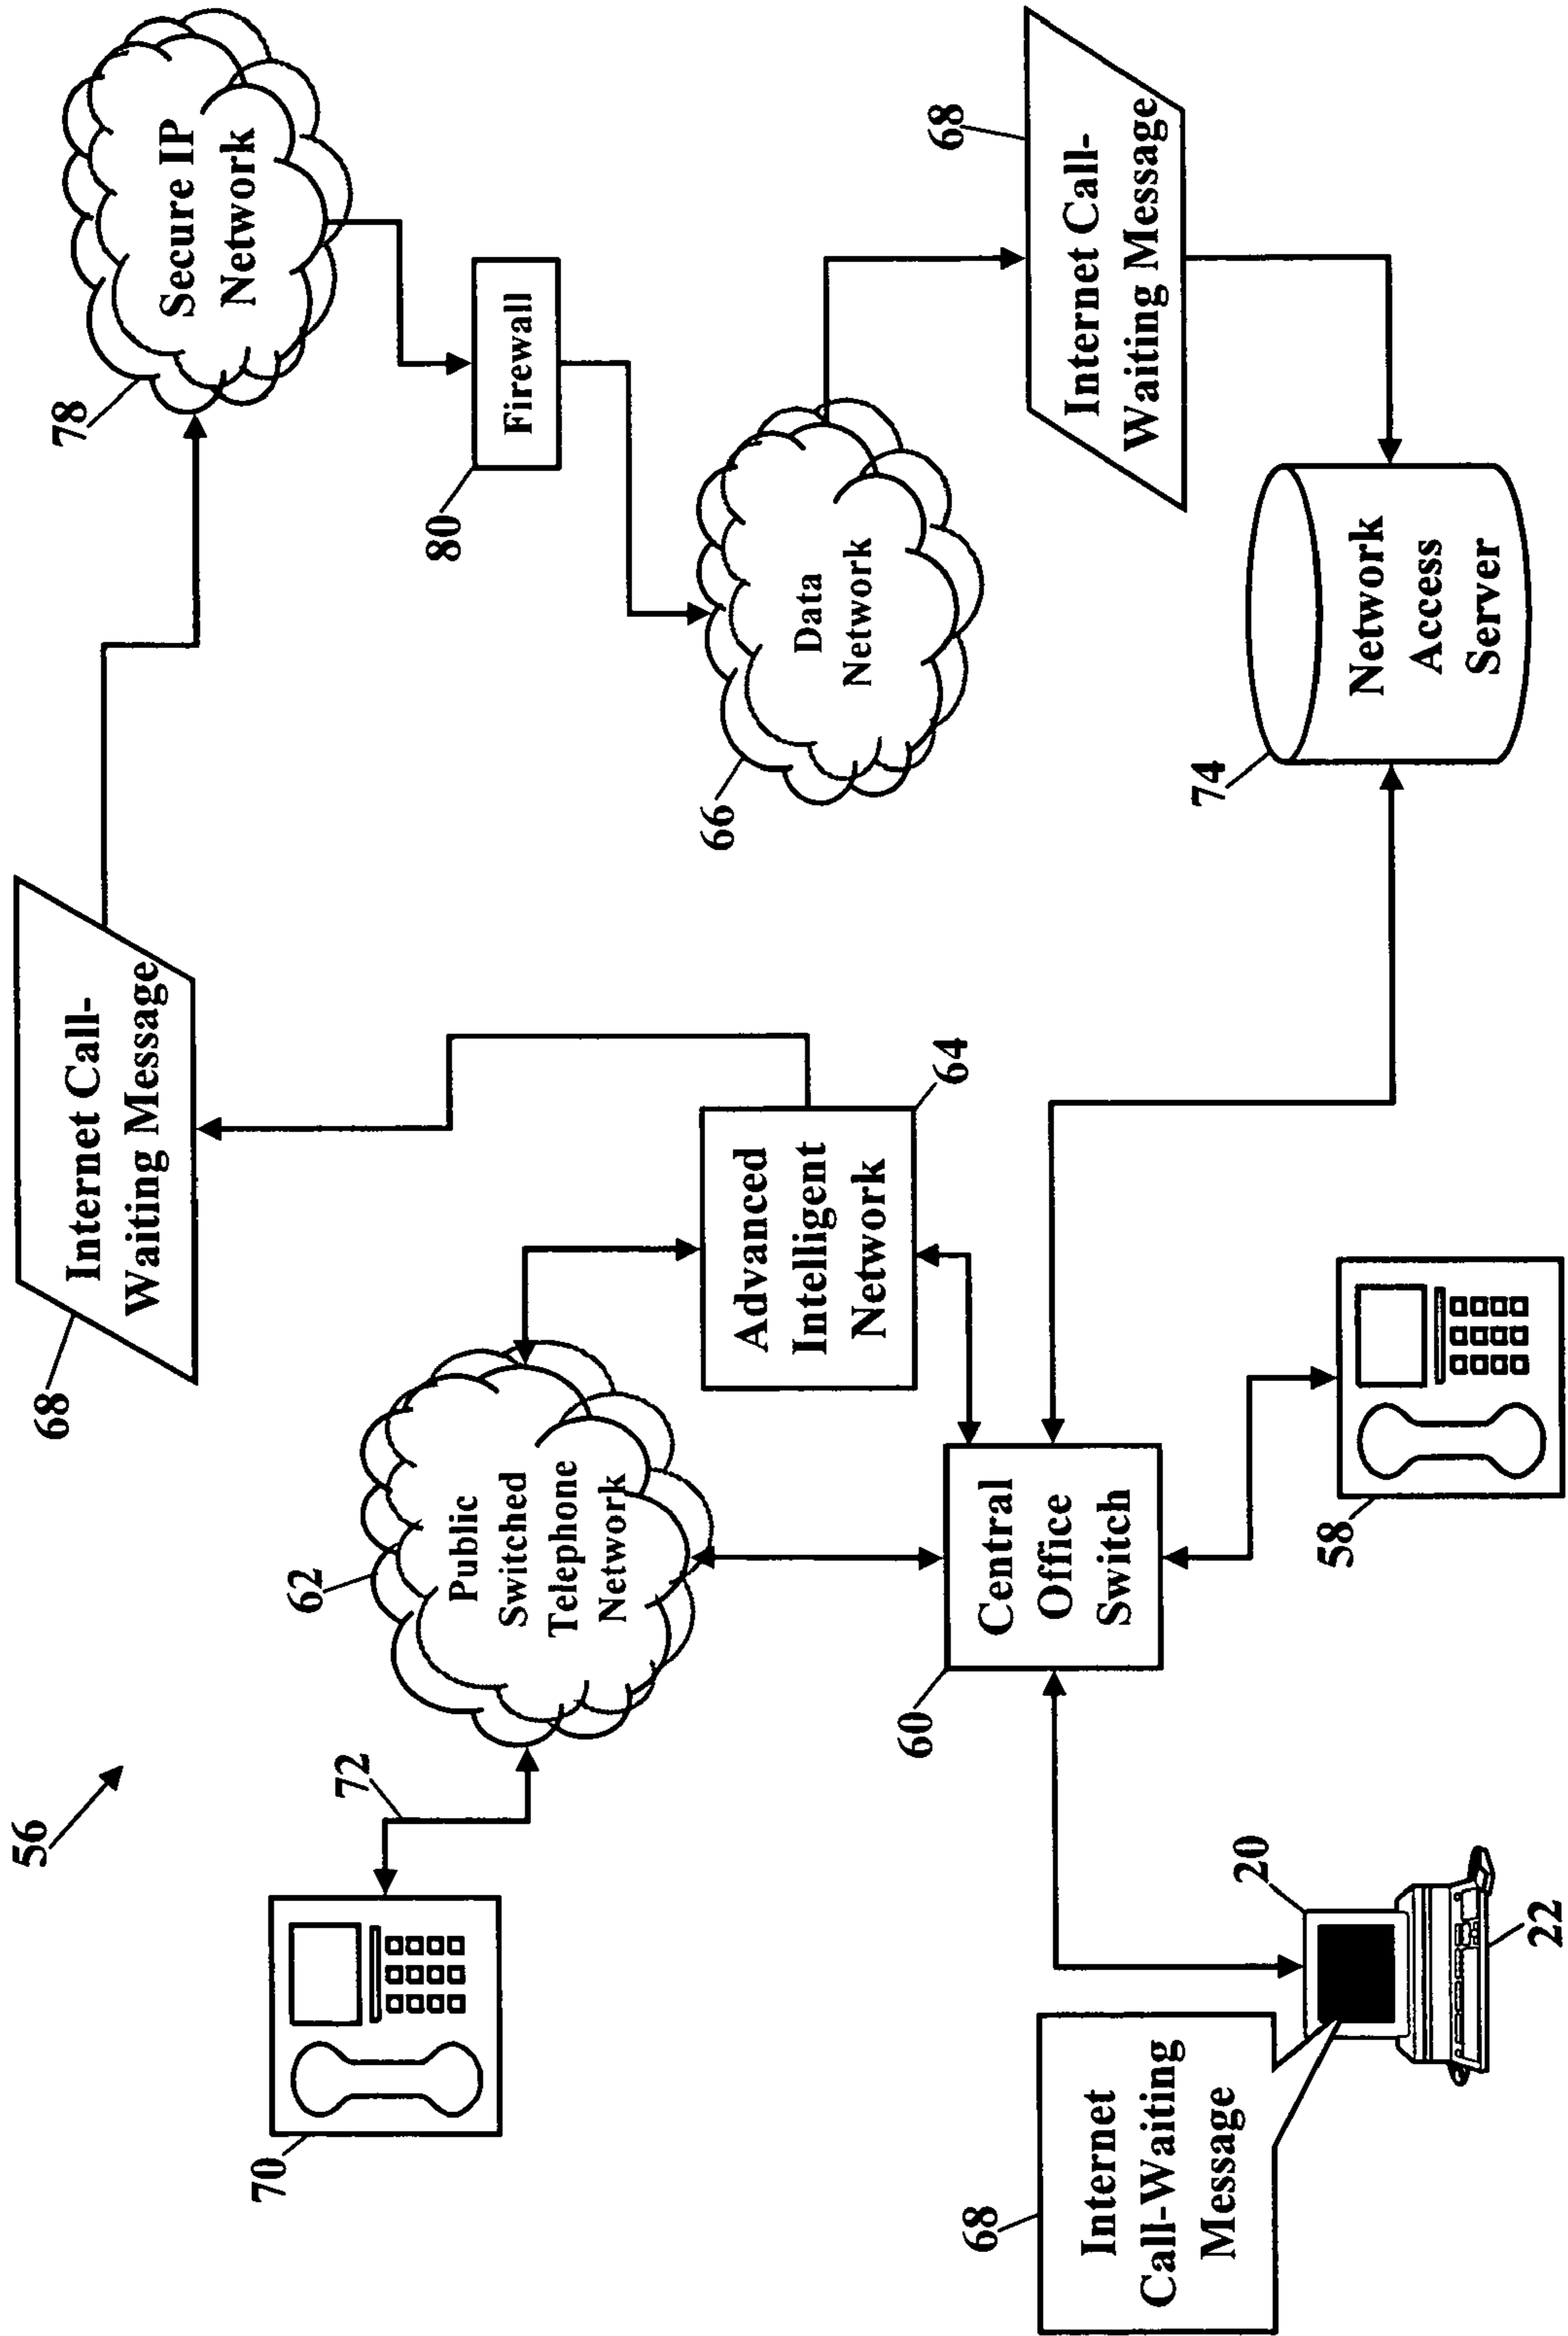 56
70
72
62
Public
Switched
Telephone
Network
68
Internet Call-
Waiting Message
78
Secure IP
Network
80
Firewall
66
Data
Network
64
Advanced
Intelligent
Network
60
Central
Office
Switch
68
Internet Call-
Waiting Message
74
Network
Access
Server
68
Internet
Call-Waiting
Message
20
22
58